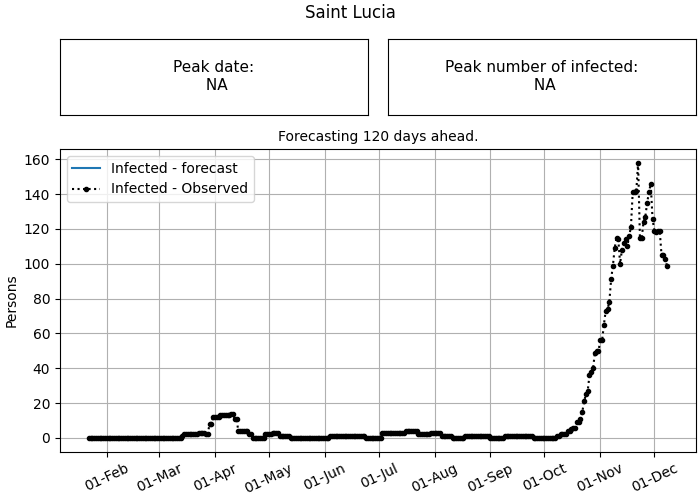 Saint Lucia
Peak date:
NA
Peak number of infected:
NA
Forecasting 120 days ahead.
Infected - forecast
Infected - Observed
160
140
120
100
80
60
40
20
0
Persons
01-Feb
01-Mar
01-Apr
01-May
01-Jun
01-Jul
01-Aug
01-Sep
01-Oct
01-Nov
01-Dec